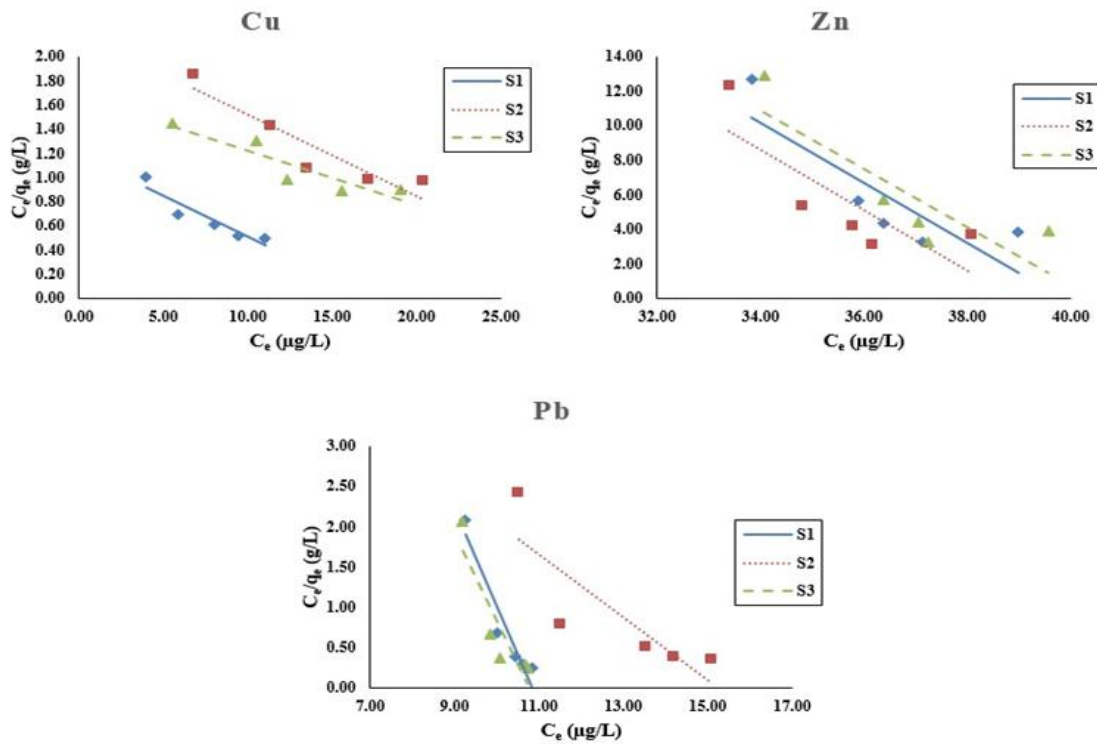 Cu
2.00
1.80
1.60
1.40
1.20
1.00
0.80
0.60
0.40
0.20
0.00
Cₑ/qₑ (g/L)
0.00 5.00 10.00 15.00 20.00 25.00
Cₑ (µg/L)
S1
S2
S3
Zn
14.00
12.00
10.00
8.00
6.00
4.00
2.00
0.00
Cₑ/qₑ (g/L)
32.00 34.00 36.00 38.00 40.00
Cₑ (µg/L)
S1
S2
S3
Pb
3.00
2.50
2.00
1.50
1.00
0.50
0.00
Cₑ/qₑ (g/L)
7.00 9.00 11.00 13.00 15.00 17.00
Cₑ (µg/L)
S1
S2
S3